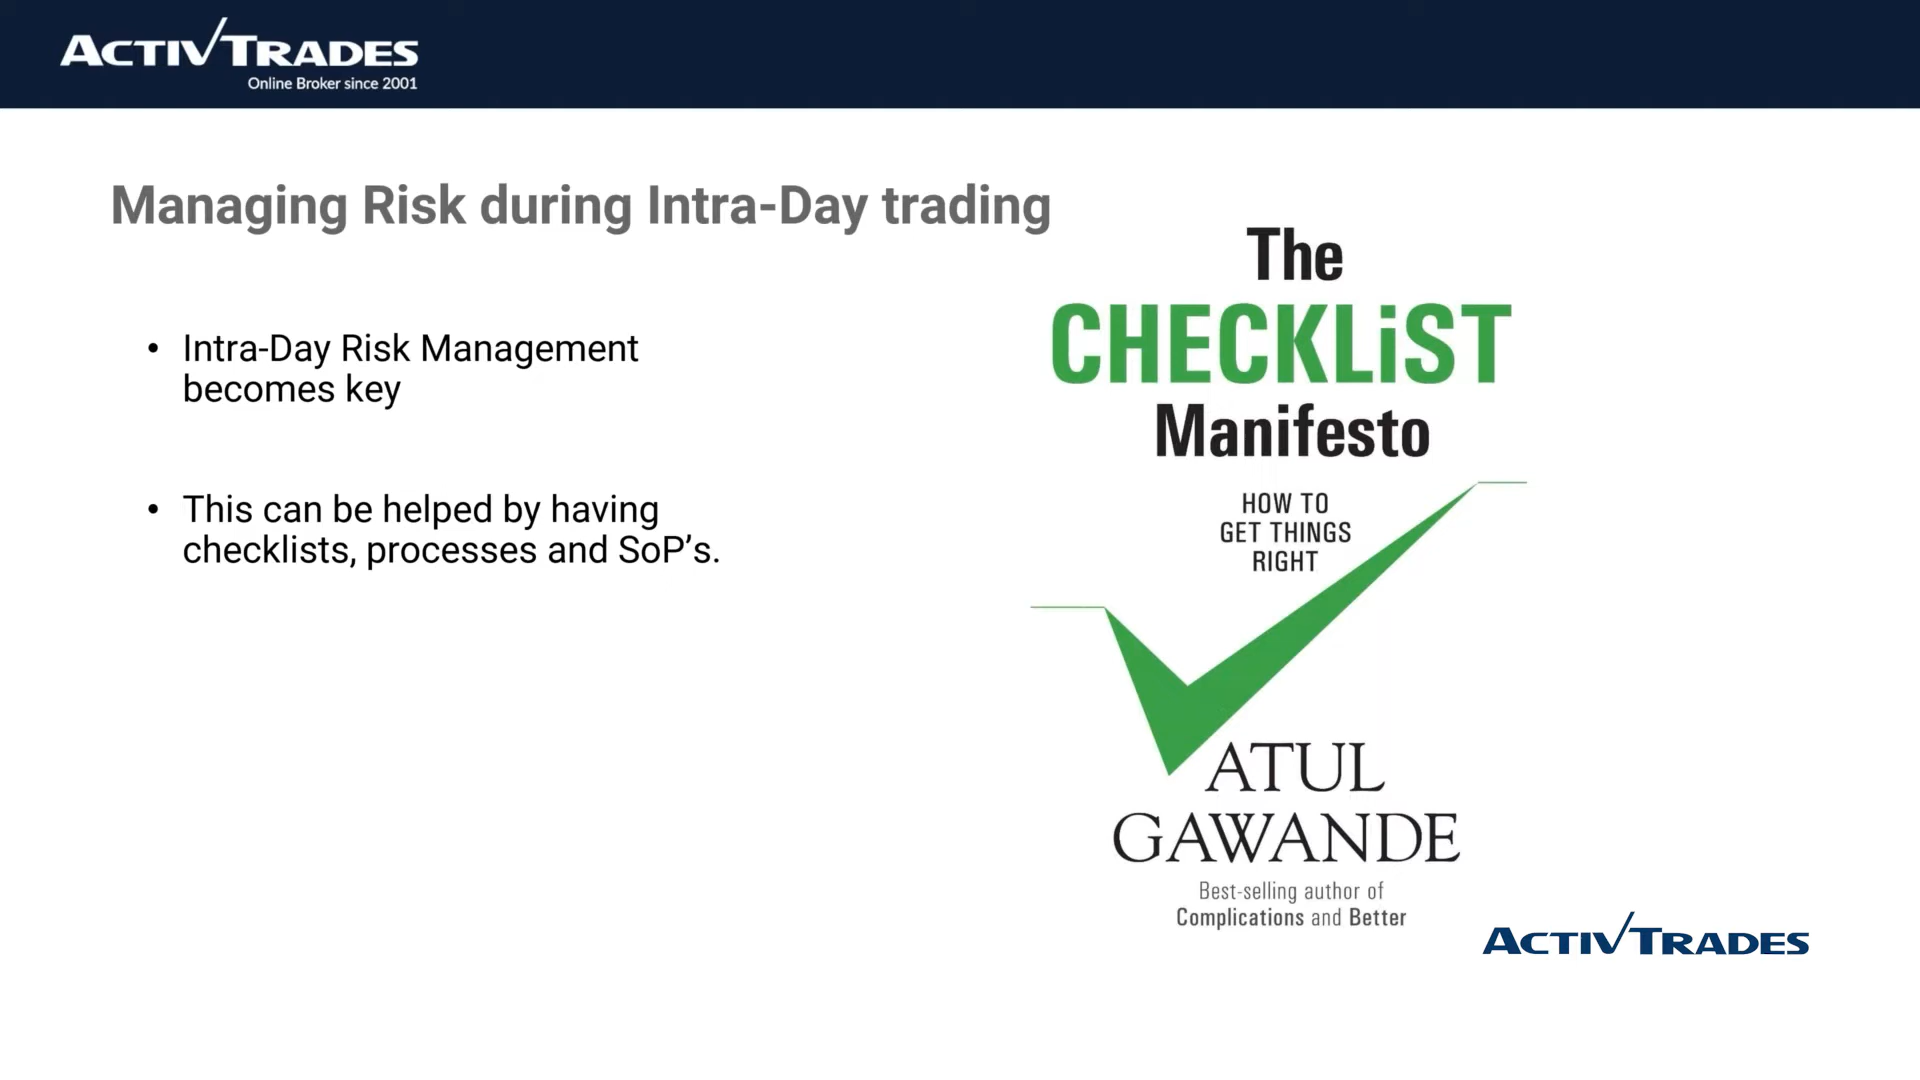 ACTIVTRADES
Online Broker since 2001
Managing Risk during Intra-Day trading
• Intra-Day Risk Management
becomes key
• This can be helped by having
checklists, processes and SoP’s.
The
CHECKLiST
Manifesto
HOW TO
GET THINGS
RIGHT
ATUL
GAWANDE
Best-selling author of
Complications and Better
ACTIVTRADES